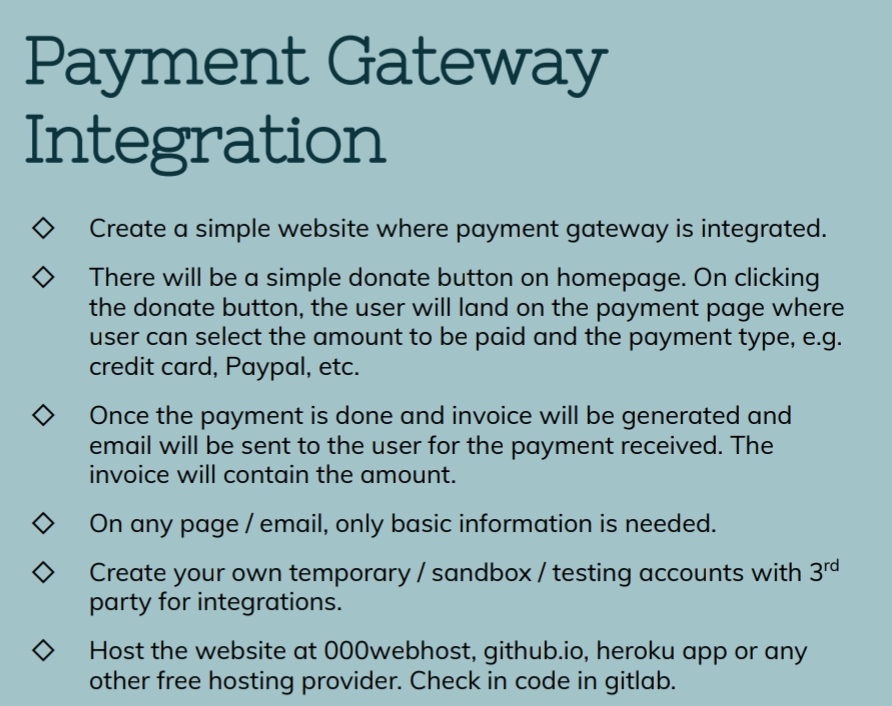 Payment Gateway
Integration
◇ Create a simple website where payment gateway is integrated.
◇ There will be a simple donate button on homepage. On clicking
the donate button, the user will land on the payment page where
user can select the amount to be paid and the payment type, e.g.
credit card, Paypal, etc.
◇ Once the payment is done and invoice will be generated and
email will be sent to the user for the payment received. The
invoice will contain the amount.
◇ On any page / email, only basic information is needed.
◇ Create your own temporary / sandbox / testing accounts with 3rd
party for integrations.
◇ Host the website at 000webhost, github.io, heroku app or any
other free hosting provider. Check in code in gitlab.